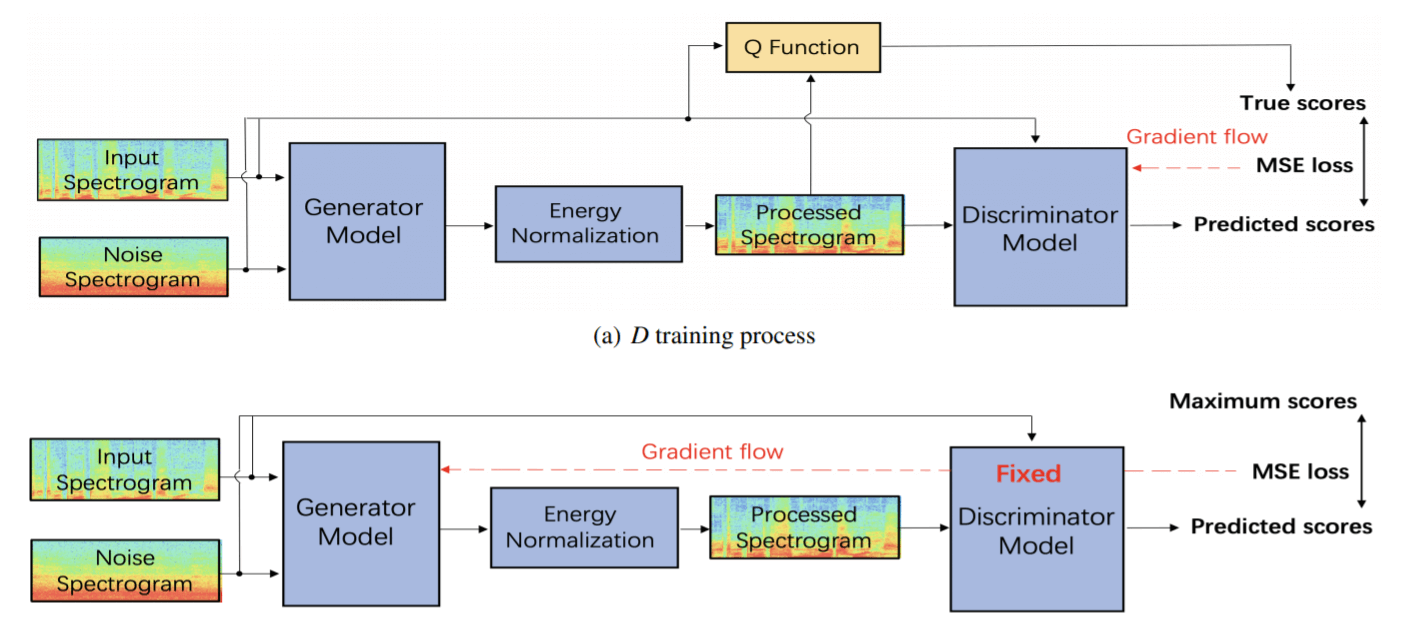 Q Function
True scores
Gradient flow
Input
Spectrogram
MSE loss
Generator
Model
Energy
Normalization
Processed
Spectrogram
Discriminator
Model
Predicted scores
Noise
Spectrogram
(a) D training process
Maximum scores
Gradient flow
Input
Spectrogram
Fixed
MSE loss
Generator
Model
Energy
Normalization
Processed
Spectrogram
Discriminator
Model
Predicted scores
Noise
Spectrogram